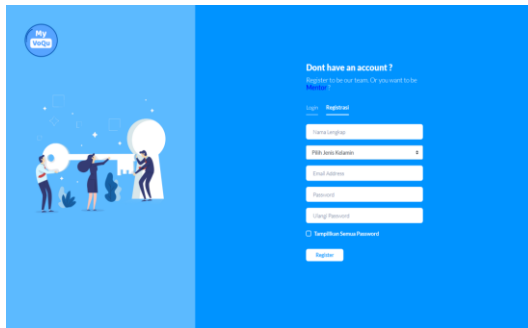 My
VeQu
Dont have an account ?
Register to be our team. Or you want to be
Mentor ?
Login Registrasi
Nama Lengkap
Pilih Jenis Kelamin
Email Address
Password
Ulangi Password
Tampilkan Semua Password
Register